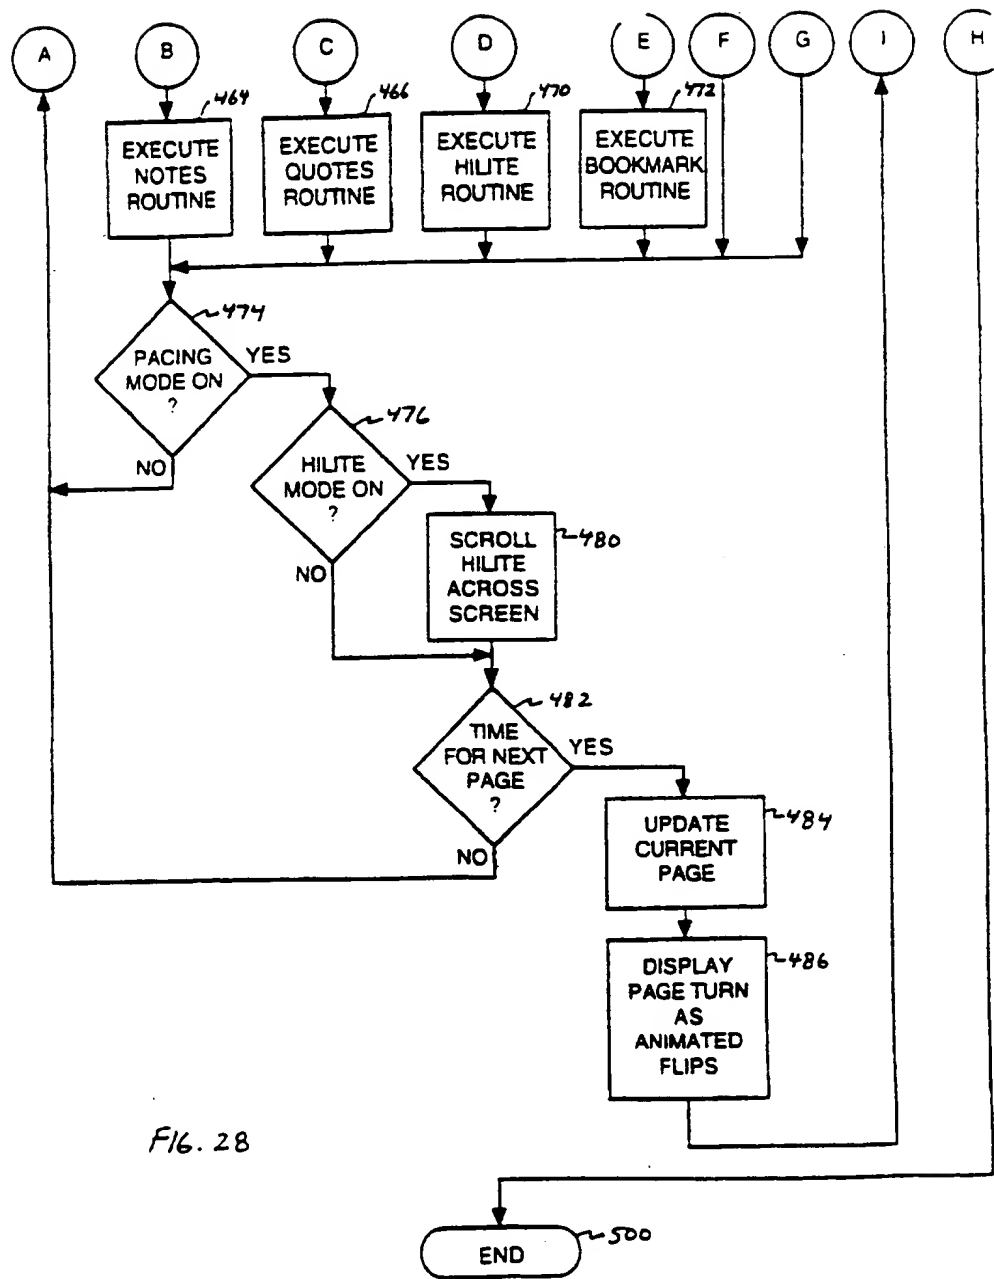 A
B
C
D
E
F
G
I
H
464
466
470
472
EXECUTE
NOTES
ROUTINE
EXECUTE
QUOTES
ROUTINE
EXECUTE
HILITE
ROUTINE
EXECUTE
BOOKMARK
ROUTINE
474
PACING
MODE ON
?
YES
NO
476
HILITE
MODE ON
?
YES
NO
480
SCROLL
HILITE
ACROSS
SCREEN
482
TIME
FOR NEXT
PAGE
?
YES
NO
484
UPDATE
CURRENT
PAGE
486
DISPLAY
PAGE TURN
AS
ANIMATED
FLIPS
FIG. 28
500
END